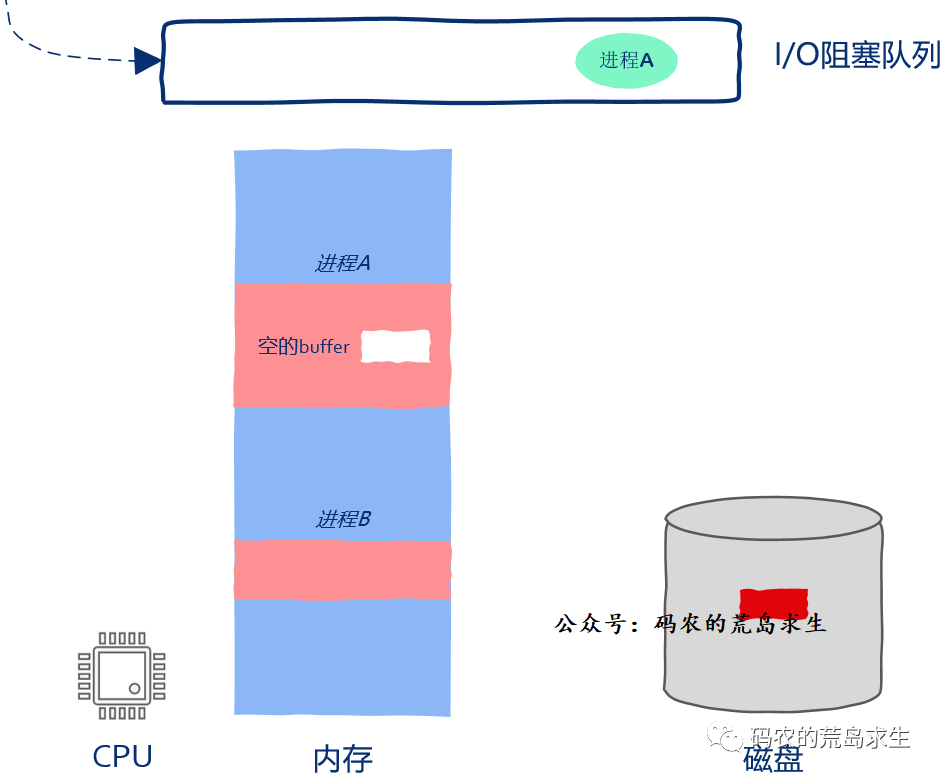 进程A
I/O阻塞队列
进程A
空的buffer
进程B
公众号：码农的荒岛求生
码农的荒岛求生
CPU
内存
磁盘